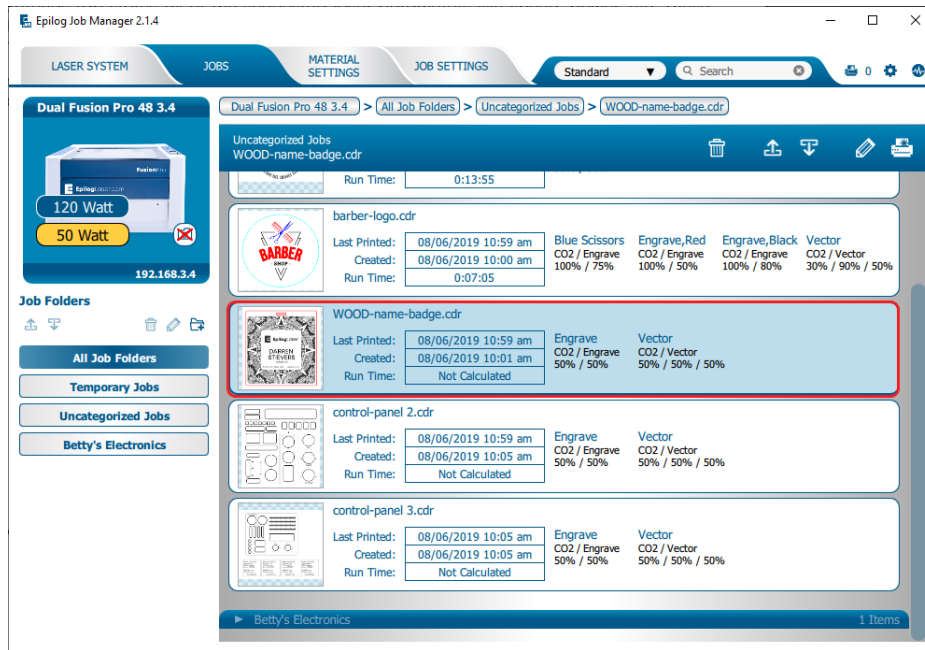 Epilog Job Manager 2.1.4
LASER SYSTEM
JOBS
MATERIAL
SETTINGS
JOB SETTINGS
Standard
Search
0
Dual Fusion Pro 48 3.4
FusionPro
EpilogLaser.com
120 Watt
50 Watt
192.168.3.4
Job Folders
All Job Folders
Temporary Jobs
Uncategorized Jobs
Betty's Electronics
Dual Fusion Pro 48 3.4 > All Job Folders > Uncategorized Jobs > WOOD-name-badge.cdr
Uncategorized Jobs
WOOD-name-badge.cdr
Run Time: 0:13:55
barber-logo.cdr
BARBER
SHOP
Last Printed: 08/06/2019 10:59 am
Created: 08/06/2019 10:00 am
Run Time: 0:07:05
Blue Scissors
CO2 / Engrave
100% / 75%
Engrave,Red
CO2 / Engrave
100% / 50%
Engrave,Black
CO2 / Engrave
100% / 80%
Vector
CO2 / Vector
30% / 90% / 50%
WOOD-name-badge.cdr
Epilog Laser
DARREN
STIEVERS
Last Printed: 08/06/2019 10:59 am
Created: 08/06/2019 10:01 am
Run Time: Not Calculated
Engrave
CO2 / Engrave
50% / 50%
Vector
CO2 / Vector
50% / 50% / 50%
control-panel 2.cdr
Last Printed: 08/06/2019 10:59 am
Created: 08/06/2019 10:05 am
Run Time: Not Calculated
Engrave
CO2 / Engrave
50% / 50%
Vector
CO2 / Vector
50% / 50% / 50%
control-panel 3.cdr
Last Printed: 08/06/2019 10:05 am
Created: 08/06/2019 10:05 am
Run Time: Not Calculated
Engrave
CO2 / Engrave
50% / 50%
Vector
CO2 / Vector
50% / 50% / 50%
Betty's Electronics
1 Items